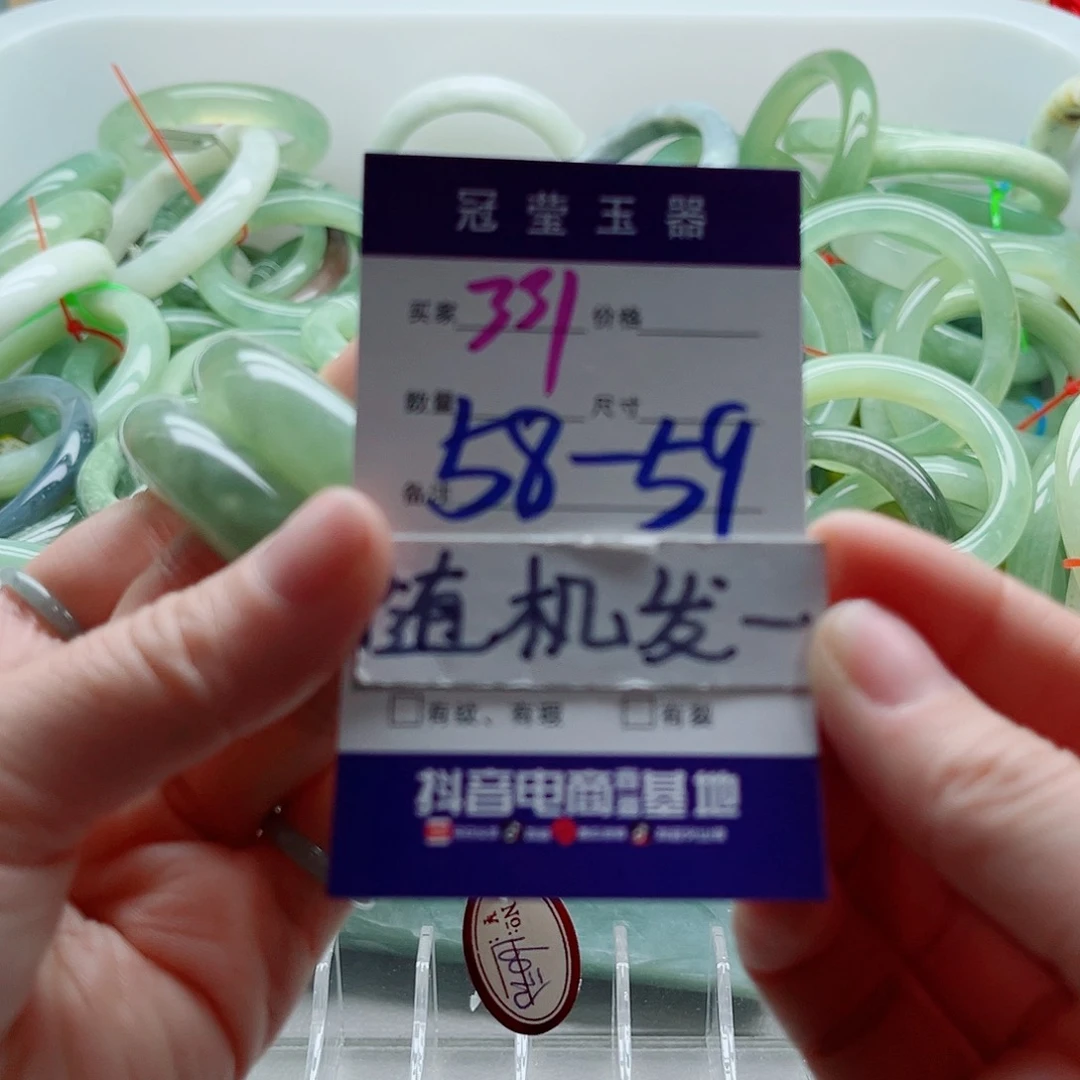 冠莹玉器
买家 331 价格
数量 尺寸
备注 58-59
随机发一
有纹、有棉 有裂
抖音电商 基地
No: